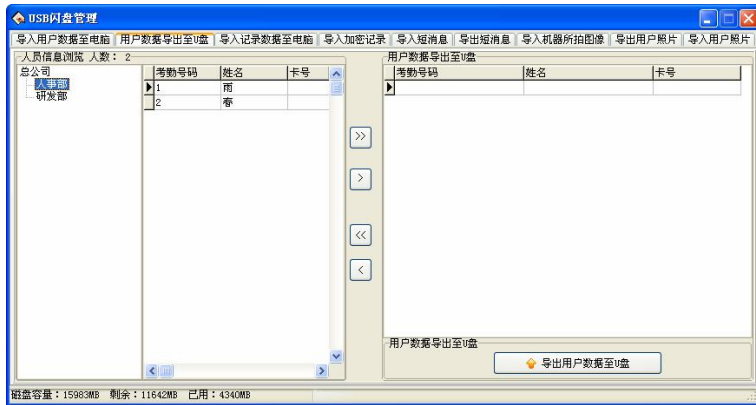 USB闪盘管理
导入用户数据至电脑 用户数据导出至U盘 导入记录数据至电脑 导入加密记录 导入短消息 导出短消息 导入机器所拍图像 导出用户照片 导入用户照片
人员信息浏览 人数： 2
用户数据导出至U盘
总公司
人事部
研发部
考勤号码 姓名 卡号
1 雨
2 春
考勤号码 姓名 卡号
>>
>
<<
<
用户数据导出至U盘
导出用户数据至U盘
磁盘容量：15983MB 剩余：11642MB 已用：4340MB